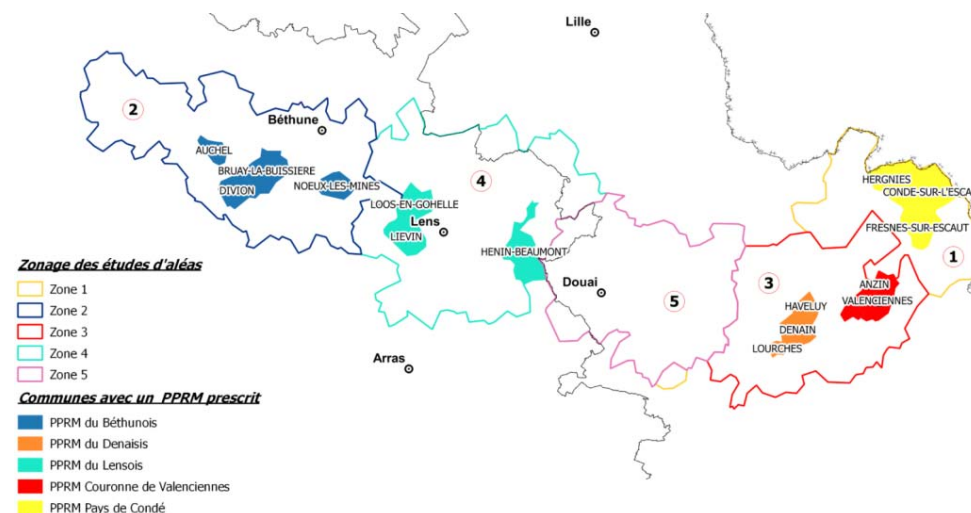 Lille
2
Béthune
AUCHEL
BRUAY-LA-BUISSIERE
DIVION
NOEUX-LES-MINES
4
LOOS-EN-GOHELLE
Lens
LIEVIN
HENIN-BEAUMONT
HERGNIES
CONDE-SUR-L'ESCA
FRESNES-SUR-ESCAUT
1
Douai
5
3
ANZIN
VALENCIENNES
HAVELUY
DENAIN
LOURCHES
Arras
Zonage des études d'aléas
Zone 1
Zone 2
Zone 3
Zone 4
Zone 5
Communes avec un PPRM prescrit
PPRM du Béthunois
PPRM du Denaisis
PPRM du Lensois
PPRM Couronne de Valenciennes
PPRM Pays de Condé